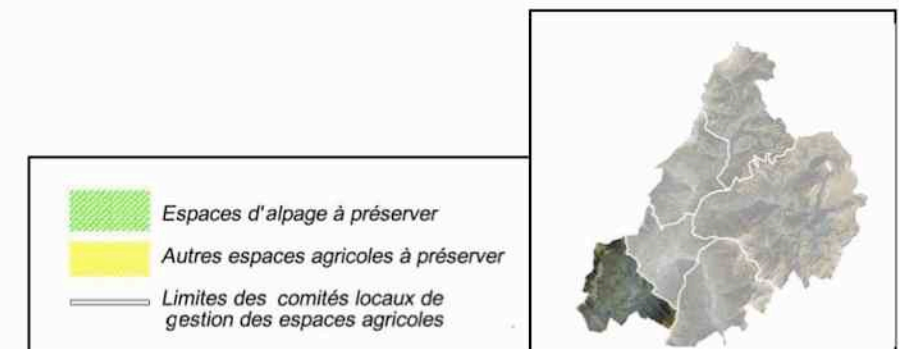 Espaces d'alpage à préserver
Autres espaces agricoles à préserver
Limites des comités locaux de
gestion des espaces agricoles